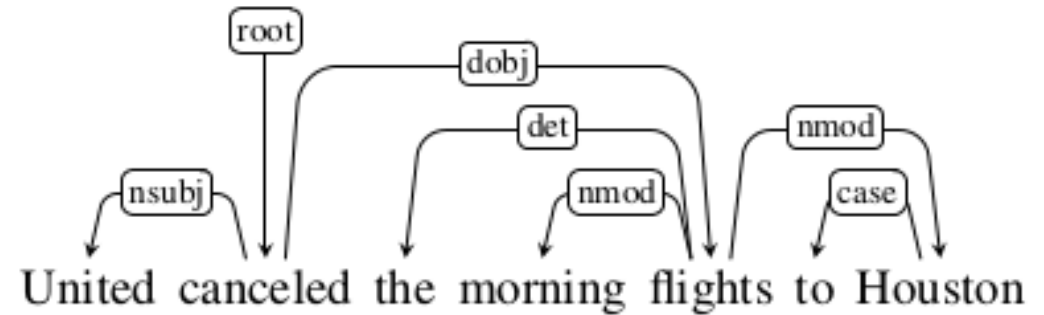 root
dobj
det nmod
nsubj nmod case
United canceled the morning flights to Houston